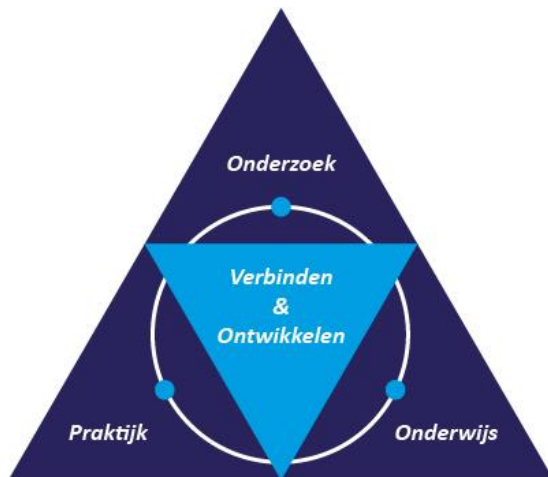 Onderzoek
Verbinden
&
Ontwikkelen
Praktijk
Onderwijs